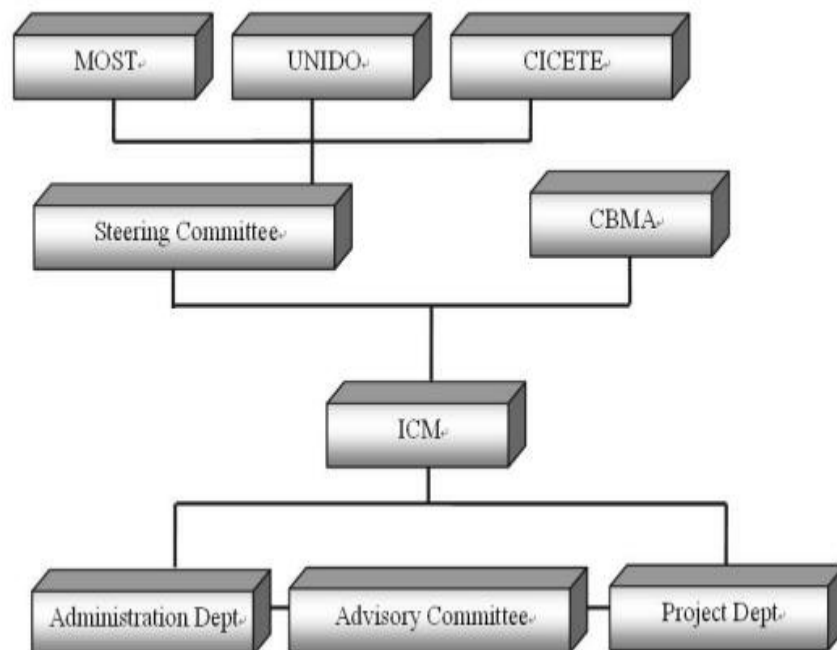 MOST
UNIDO
CICETE
Steering Committee
CBMA
ICM
Administration Dept
Advisory Committee
Project Dept